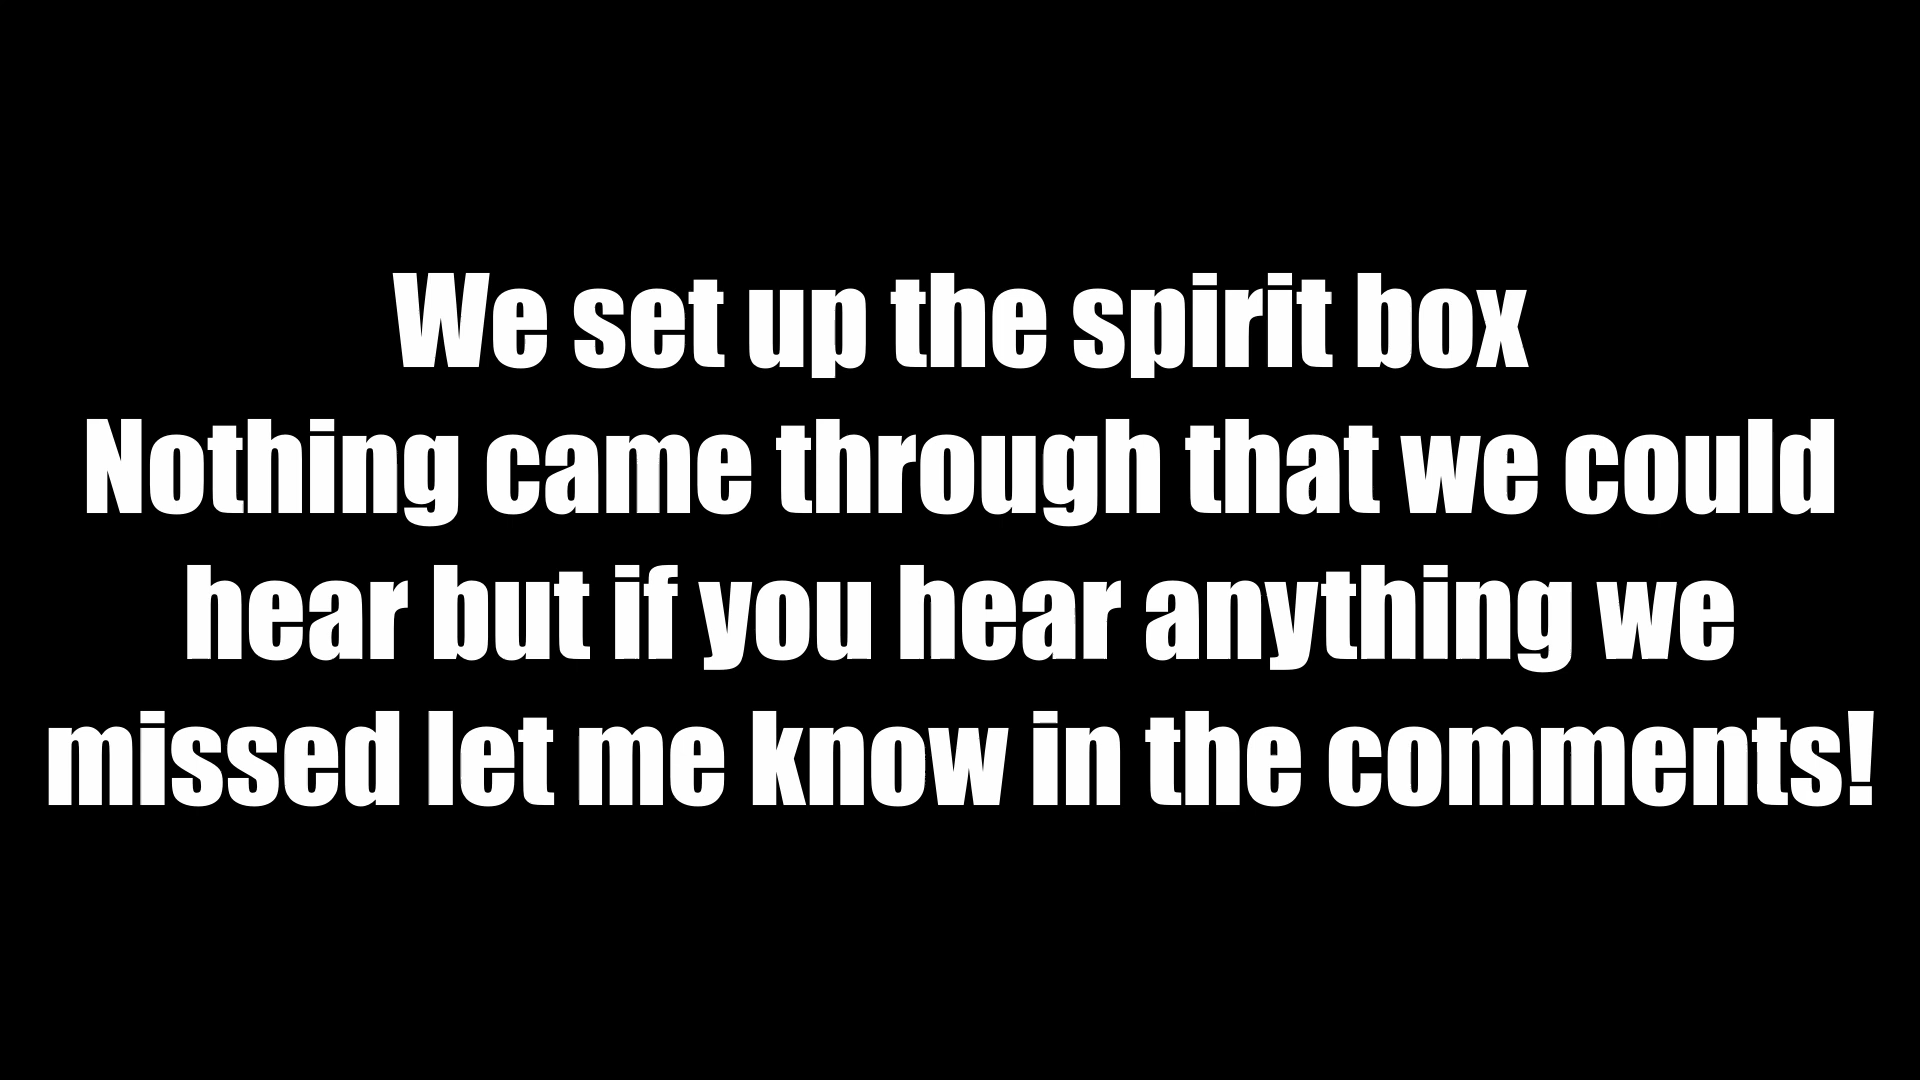 We set up the spirit box
Nothing came through that we could
hear but if you hear anything we
missed let me know in the comments!